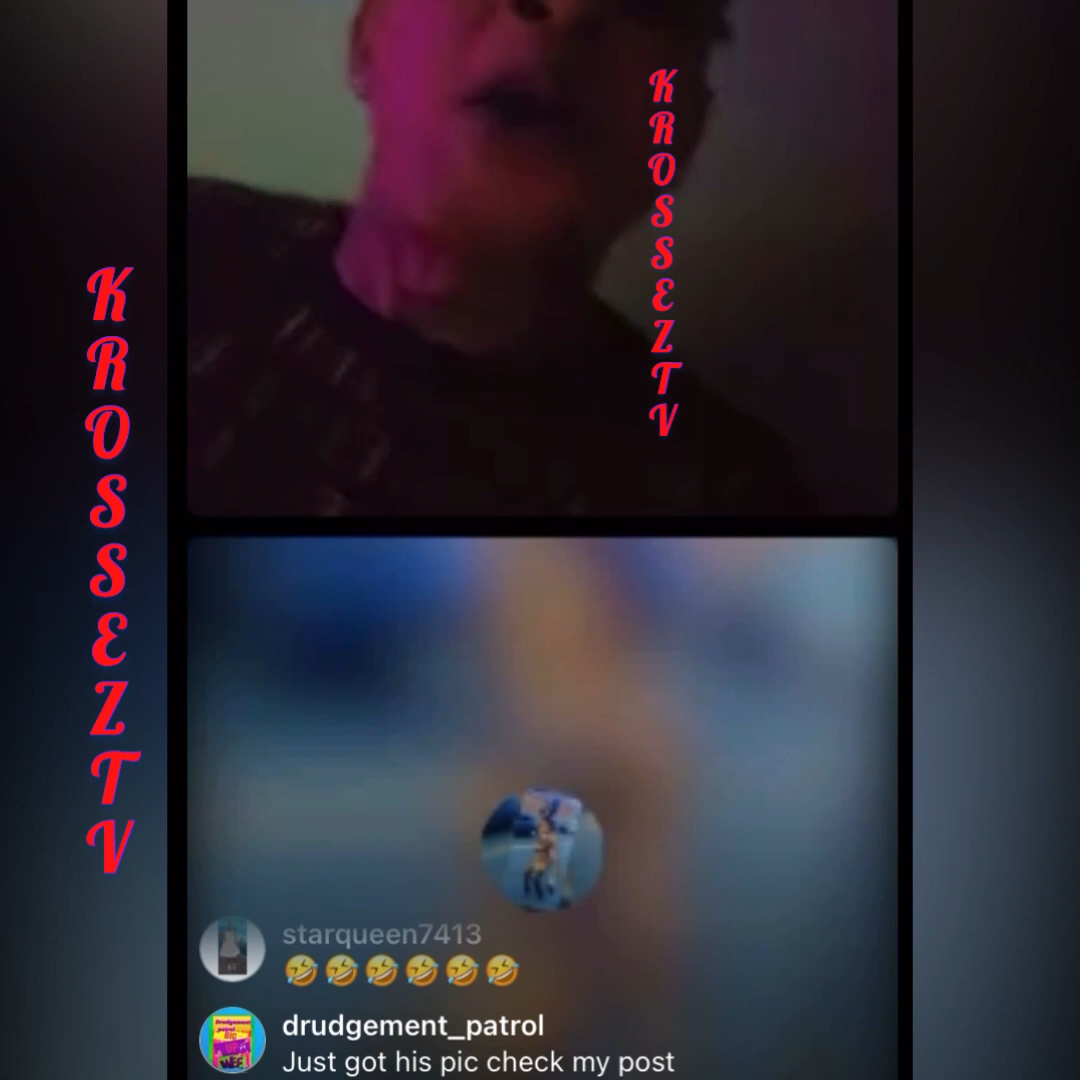 KROSSEZTV
KROSSEZTV
starqueen7413
🤣🤣🤣🤣🤣🤣
drudgement_patrol
Just got his pic check my post